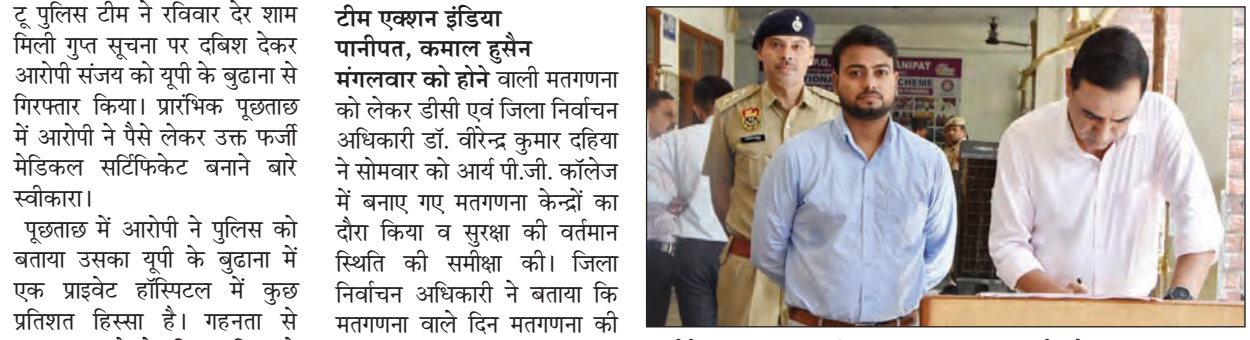 टू पुलिस टीम ने रविवार देर शाम
मिली गुप्त सूचना पर दबिश देकर
आरोपी संजय को यूपी के बुढाना से
गिरफ्तार किया। प्रारंभिक पूछताछ
में आरोपी ने पैसे लेकर उक्त फर्जी
मेडिकल सर्टिफिकेट बनाने बारे
स्वीकारा।
पूछताछ में आरोपी ने पुलिस को
बताया उसका यूपी के बुढाना में
एक प्राइवेट हॉस्पिटल में कुछ
प्रतिशत हिस्सा है। गहनता से
टीम एक्शन इंडिया
पानीपत, कमाल हुसैन
मंगलवार को होने वाली मतगणना
को लेकर डीसी एवं जिला निर्वाचन
अधिकारी डॉ. वीरेन्द्र कुमार दहिया
ने सोमवार को आर्य पी.जी. कॉलेज
में बनाए गए मतगणना केन्द्रों का
दौरा किया व सुरक्षा की वर्तमान
स्थिति की समीक्षा की। जिला
निर्वाचन अधिकारी ने बताया कि
मतगणना वाले दिन मतगणना की